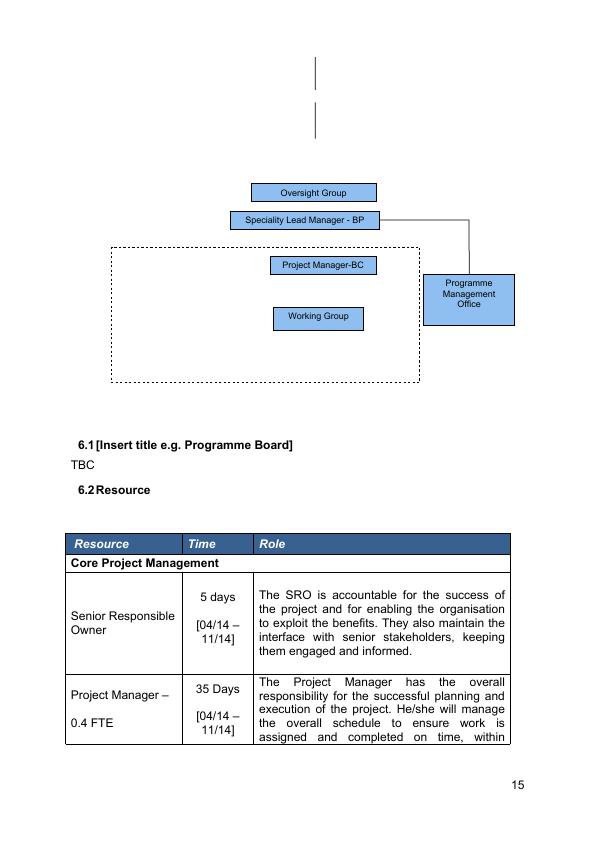 Oversight Group
Speciality Lead Manager - BP
Project Manager-BC
Programme
Management
Office
Working Group
6.1[Insert title e.g. Programme Board]
TBC
6.2Resource
Resource Time Role
Core Project Management
Senior Responsible
Owner
5 days
[04/14 –
11/14]
The SRO is accountable for the success of
the project and for enabling the organisation
to exploit the benefits. They also maintain the
interface with senior stakeholders, keeping
them engaged and informed.
Project Manager –
0.4 FTE
35 Days
[04/14 –
11/14]
The Project Manager has the overall
responsibility for the successful planning and
execution of the project. He/she will manage
the overall schedule to ensure work is
assigned and completed on time, within
15